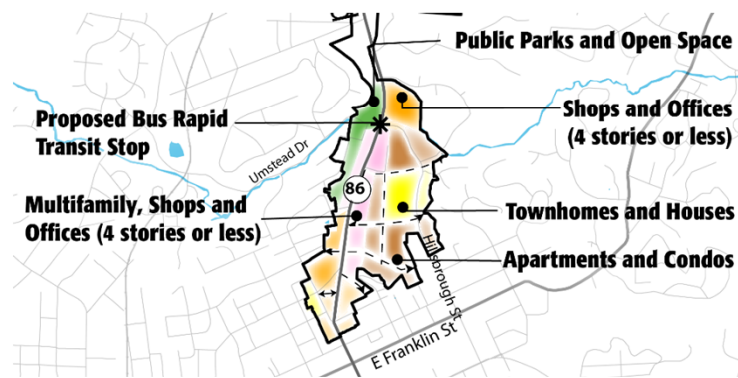 Public Parks and Open Space
Shops and Offices
(4 stories or less)
Proposed Bus Rapid
Transit Stop
Umstead Dr
86
Multifamily, Shops and
Offices (4 stories or less)
Townhomes and Houses
Apartments and Condos
Hillsbrough St
E Franklin St